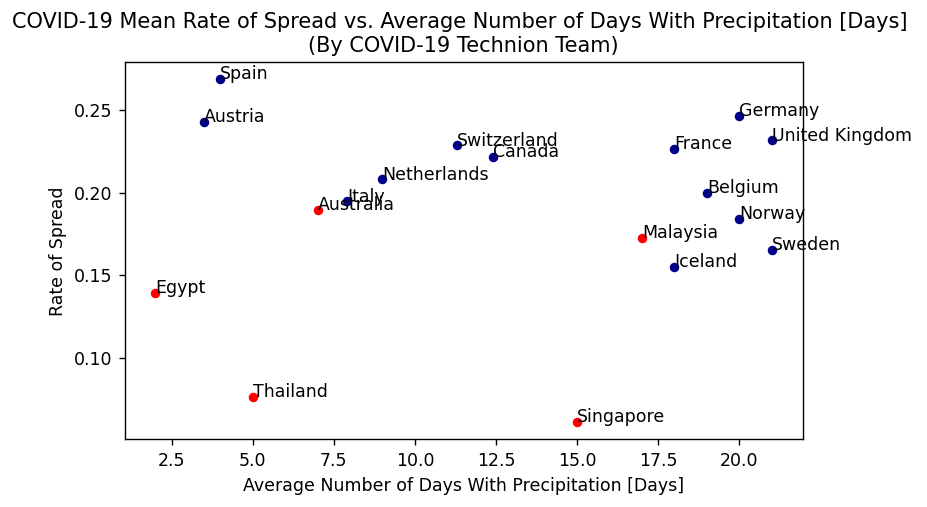 COVID-19 Mean Rate of Spread vs. Average Number of Days With Precipitation [Days]
(By COVID-19 Technion Team)
Rate of Spread
0.25
0.20
0.15
0.10
Spain
Austria
Germany
United Kingdom
Switzerland
Canada
France
Netherlands
Belgium
Italy
Australia
Norway
Malaysia
Sweden
Iceland
Egypt
Thailand
Singapore
2.5 5.0 7.5 10.0 12.5 15.0 17.5 20.0
Average Number of Days With Precipitation [Days]